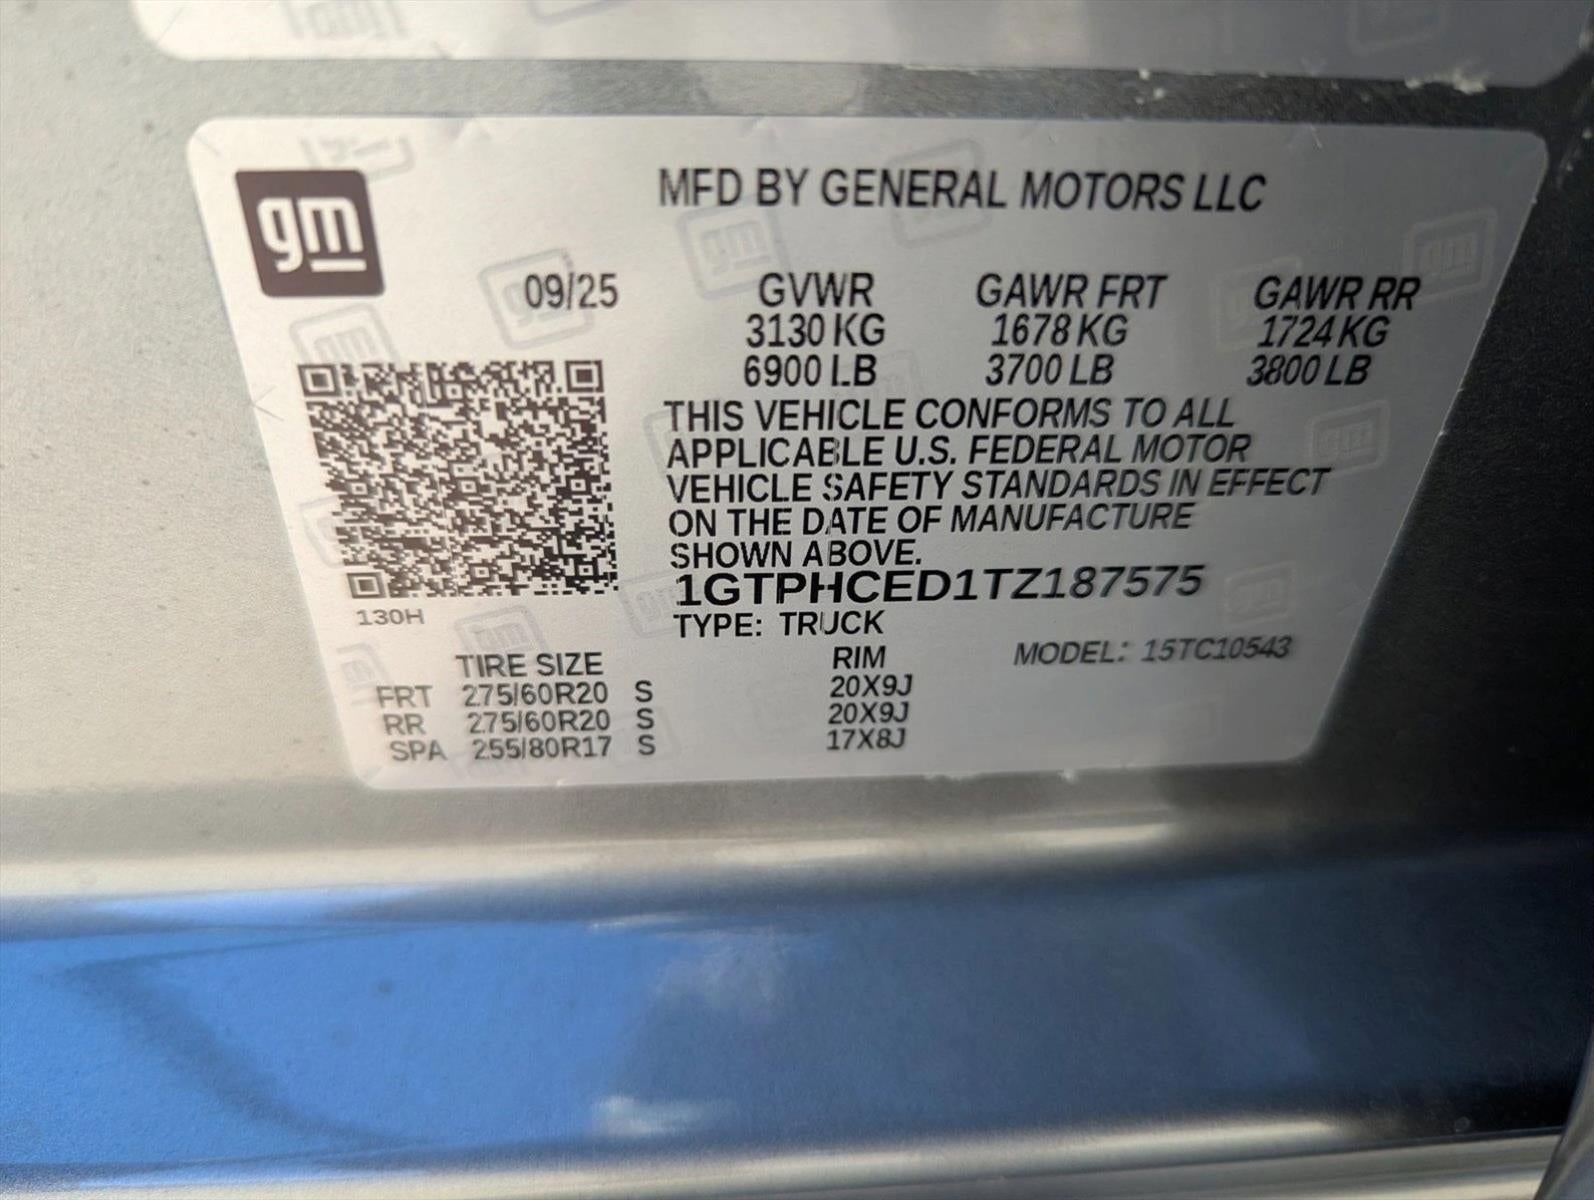 gm
MFD BY GENERAL MOTORS LLC
09/25 GVWR GAWR FRT GAWR RR
3130 KG 1678 KG 1724 KG
6900 LB 3700 LB 3800 LB
THIS VEHICLE CONFORMS TO ALL
APPLICABLE U.S. FEDERAL MOTOR
VEHICLE SAFETY STANDARDS IN EFFECT
ON THE DATE OF MANUFACTURE
SHOWN ABOVE.
1GTPHCED1TZ187575
130H
TYPE: TRUCK
MODEL: 15TC10543
TIRE SIZE RIM
FRT 275/60R20 S 20X9J
RR 275/60R20 S 20X9J
SPA 255/80R17 S 17X8J